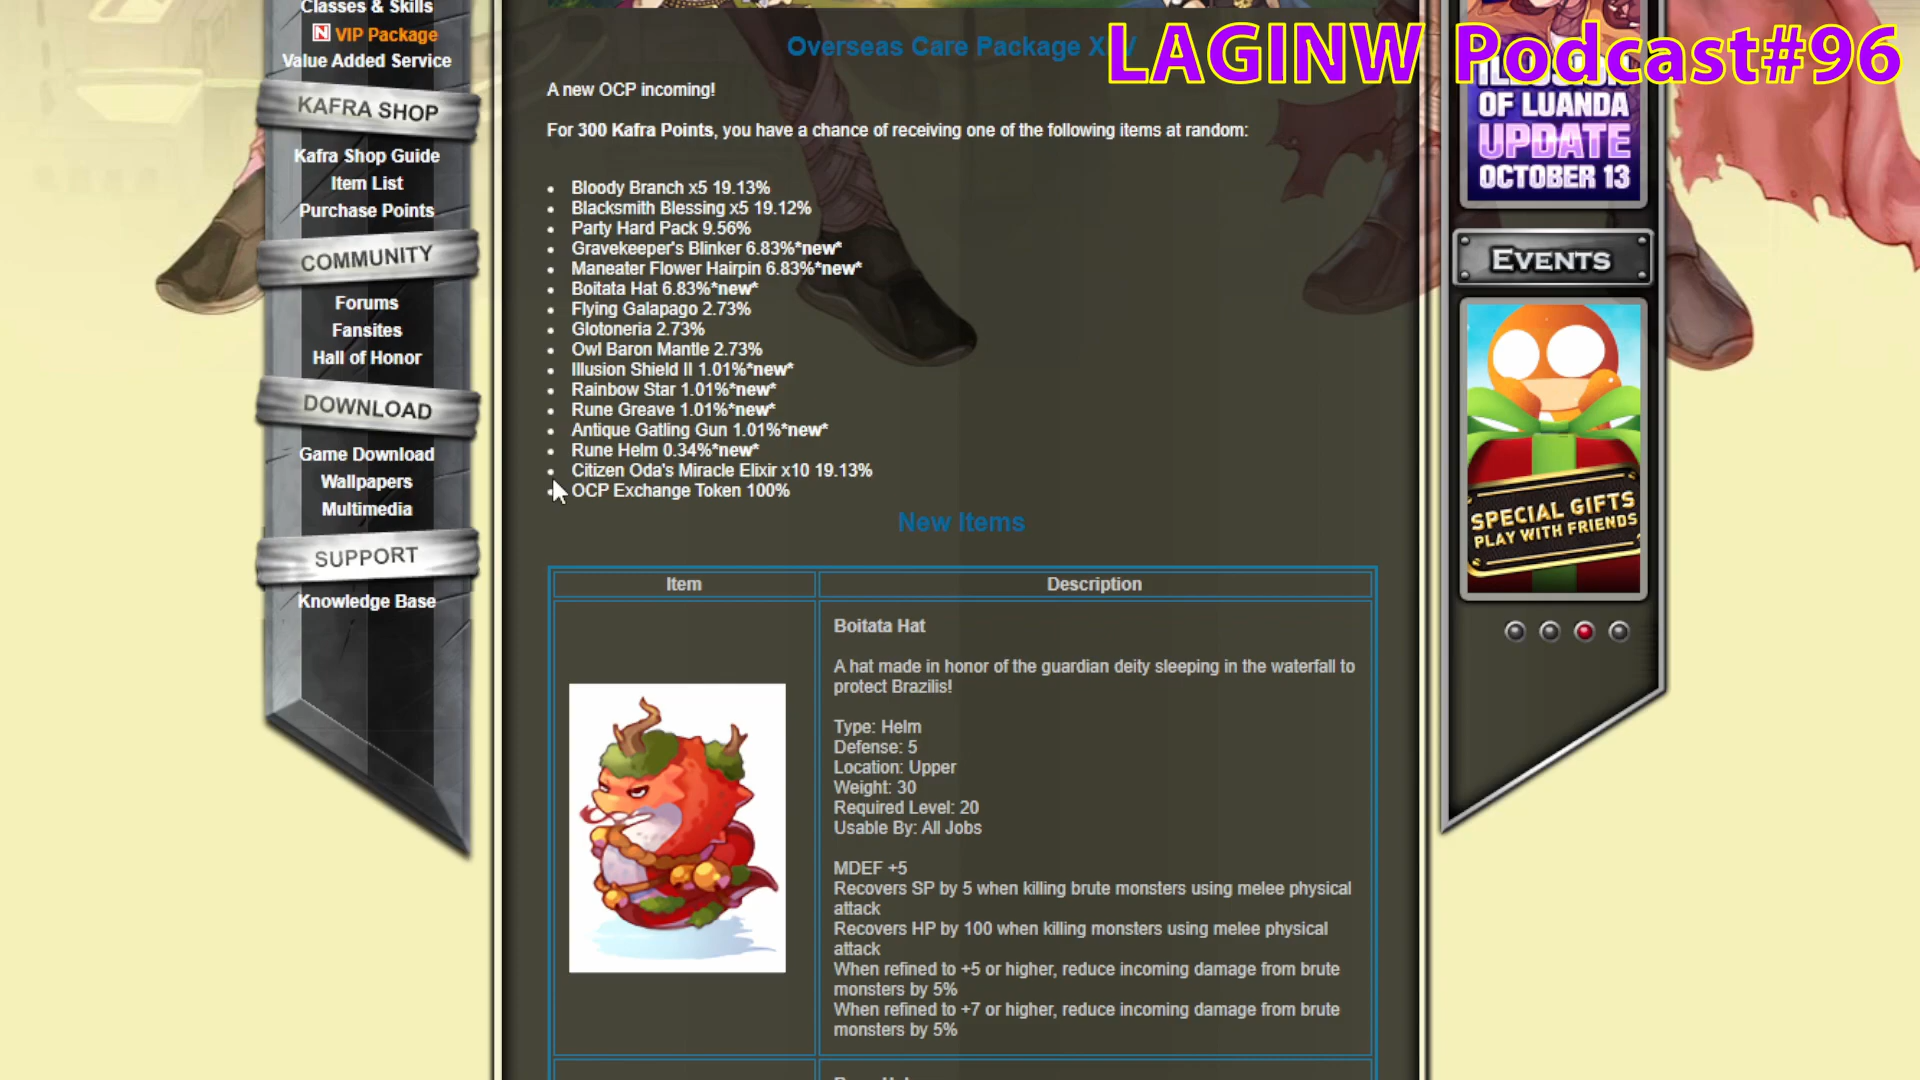 Classes & Skills
N VIP Package
Value Added Service
KAFRA SHOP
Kafra Shop Guide
Item List
Purchase Points
COMMUNITY
Forums
Fansites
Hall of Honor
DOWNLOAD
Game Download
Wallpapers
Multimedia
SUPPORT
Knowledge Base
Overseas Care Package
LAGINW Podcast#96
A new OCP incoming!
For 300 Kafra Points, you have a chance of receiving one of the following items at random:
Bloody Branch x5 19.13%
Blacksmith Blessing x5 19.12%
Party Hard Pack 9.56%
Gravekeeper's Blinker 6.83%*new*
Maneater Flower Hairpin 6.83%*new*
Boitata Hat 6.83%*new*
Flying Galapago 2.73%
Glotoneria 2.73%
Owl Baron Mantle 2.73%
Illusion Shield II 1.01%*new*
Rainbow Star 1.01%*new*
Rune Greave 1.01%*new*
Antique Gatling Gun 1.01%*new*
Rune Helm 0.34%*new*
Citizen Oda's Miracle Elixir x10 19.13%
OCP Exchange Token 100%
New Items
Item
Description
Boitata Hat
A hat made in honor of the guardian deity sleeping in the waterfall to
protect Brazilis!
Type: Helm
Defense: 5
Location: Upper
Weight: 30
Required Level: 20
Usable By: All Jobs
MDEF +5
Recovers SP by 5 when killing brute monsters using melee physical
attack
Recovers HP by 100 when killing monsters using melee physical
attack
When refined to +5 or higher, reduce incoming damage from brute
monsters by 5%
When refined to +7 or higher, reduce incoming damage from brute
monsters by 5%
OF LUANDA
UPDATE
OCTOBER 13
EVENTS
SPECIAL GIFTS
PLAY WITH FRIENDS